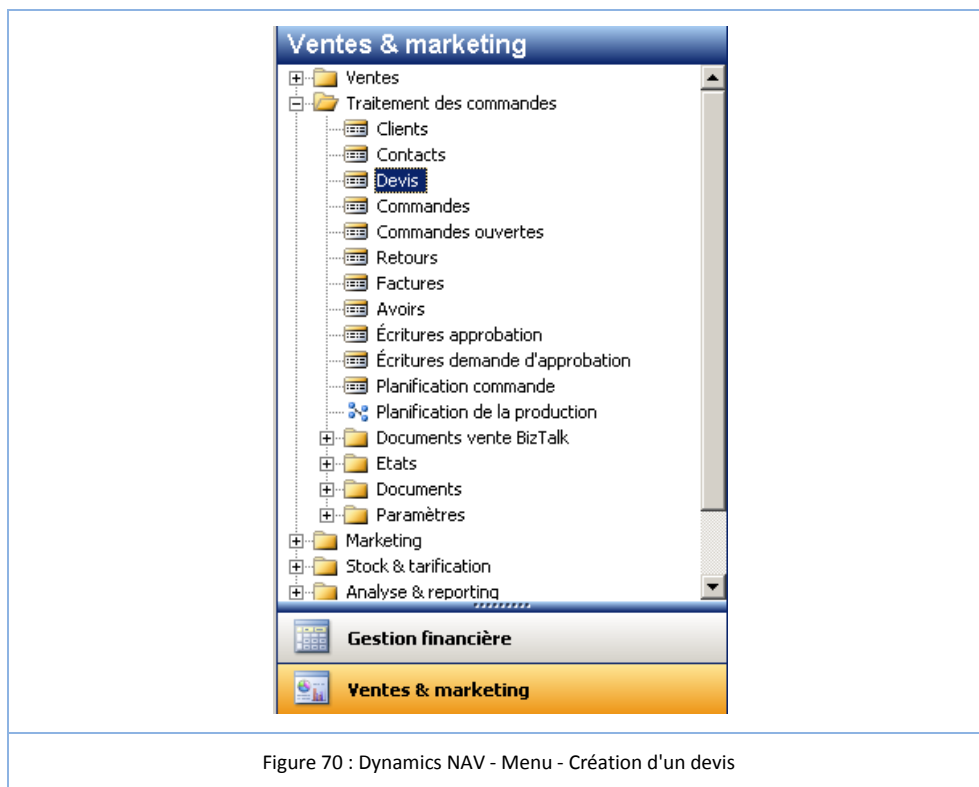 Ventes & marketing
Ventes
Traitement des commandes
Clients
Contacts
Devis
Commandes
Commandes ouvertes
Retours
Factures
Avoirs
Écritures approbation
Écritures demande d'approbation
Planification commande
Planification de la production
Documents vente BizTalk
Etats
Documents
Paramètres
Marketing
Stock & tarification
Analyse & reporting
Gestion financière
Ventes & marketing
Figure 70 : Dynamics NAV - Menu - Création d'un devis